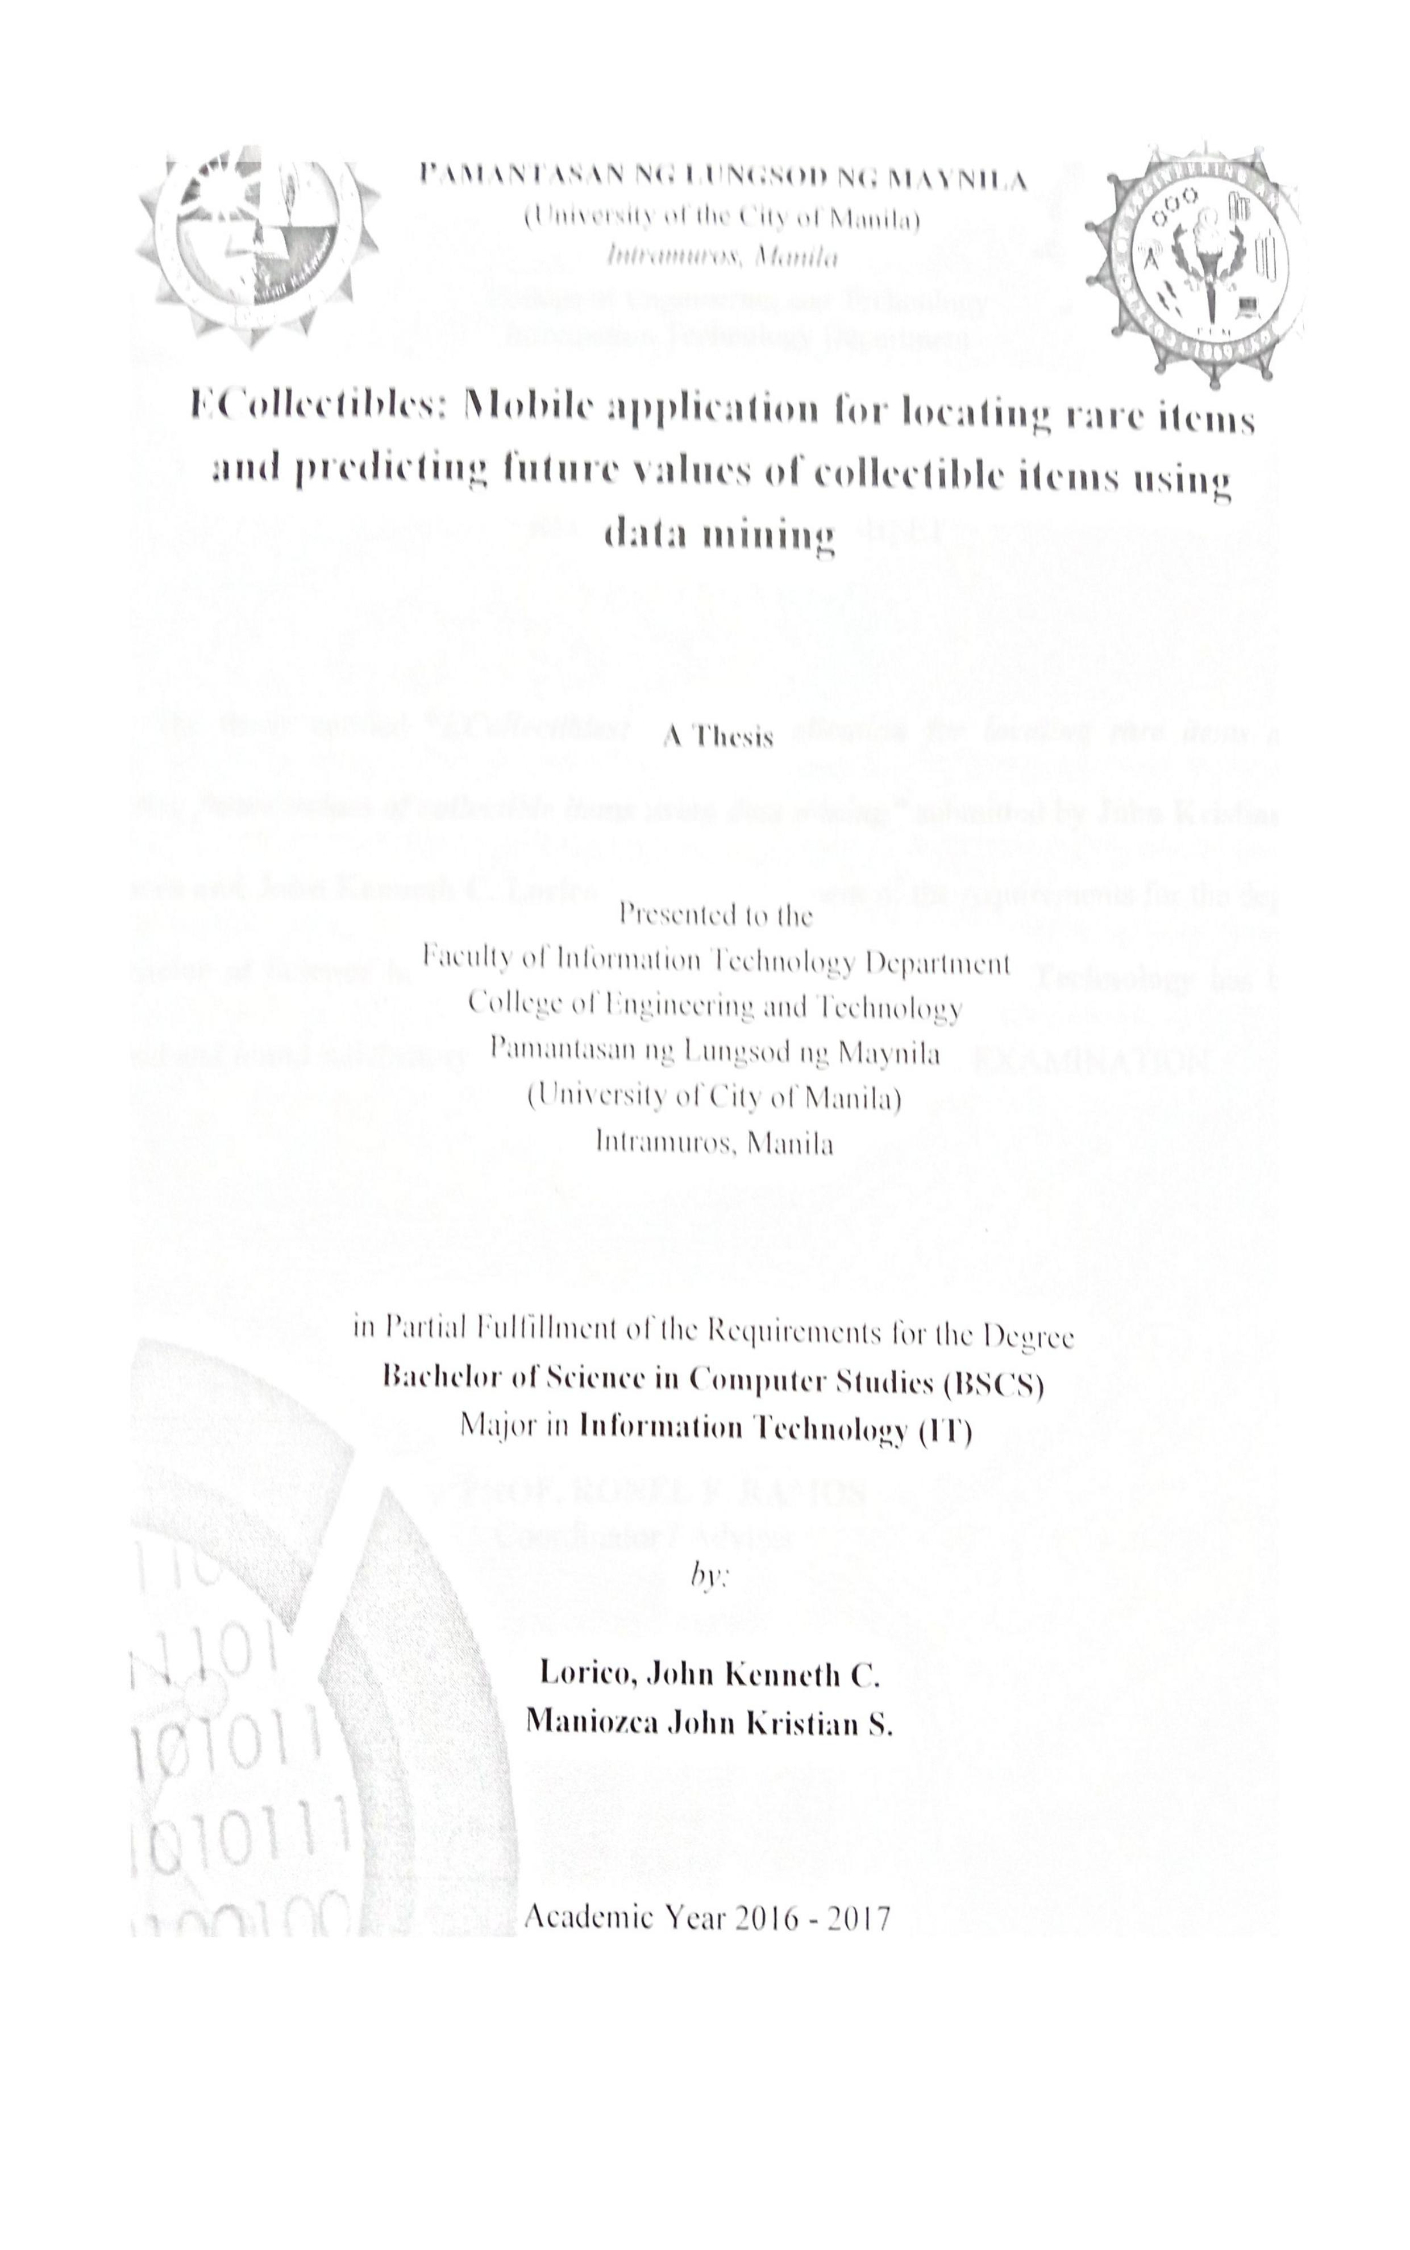 PAMANTASAN NG LUNGSOD NG MAYNILA
(University of the City of Manila)
Intramuros, Manila
ECollectibles: Mobile application for locating rare items
and predicting future values of collectible items using
data mining
A Thesis
Presented to the
Faculty of Information Technology Department
College of Engineering and Technology
Pamantasan ng Lungsod ng Maynila
(University of City of Manila)
Intramuros, Manila
in Partial Fulfillment of the Requirements for the Degree
Bachelor of Science in Computer Studies (BSCS)
Major in Information Technology (IT)
by:
Lorico, John Kenneth C.
Maniozca John Kristian S.
1101
101011
1010111
Academic Year 2016 - 2017